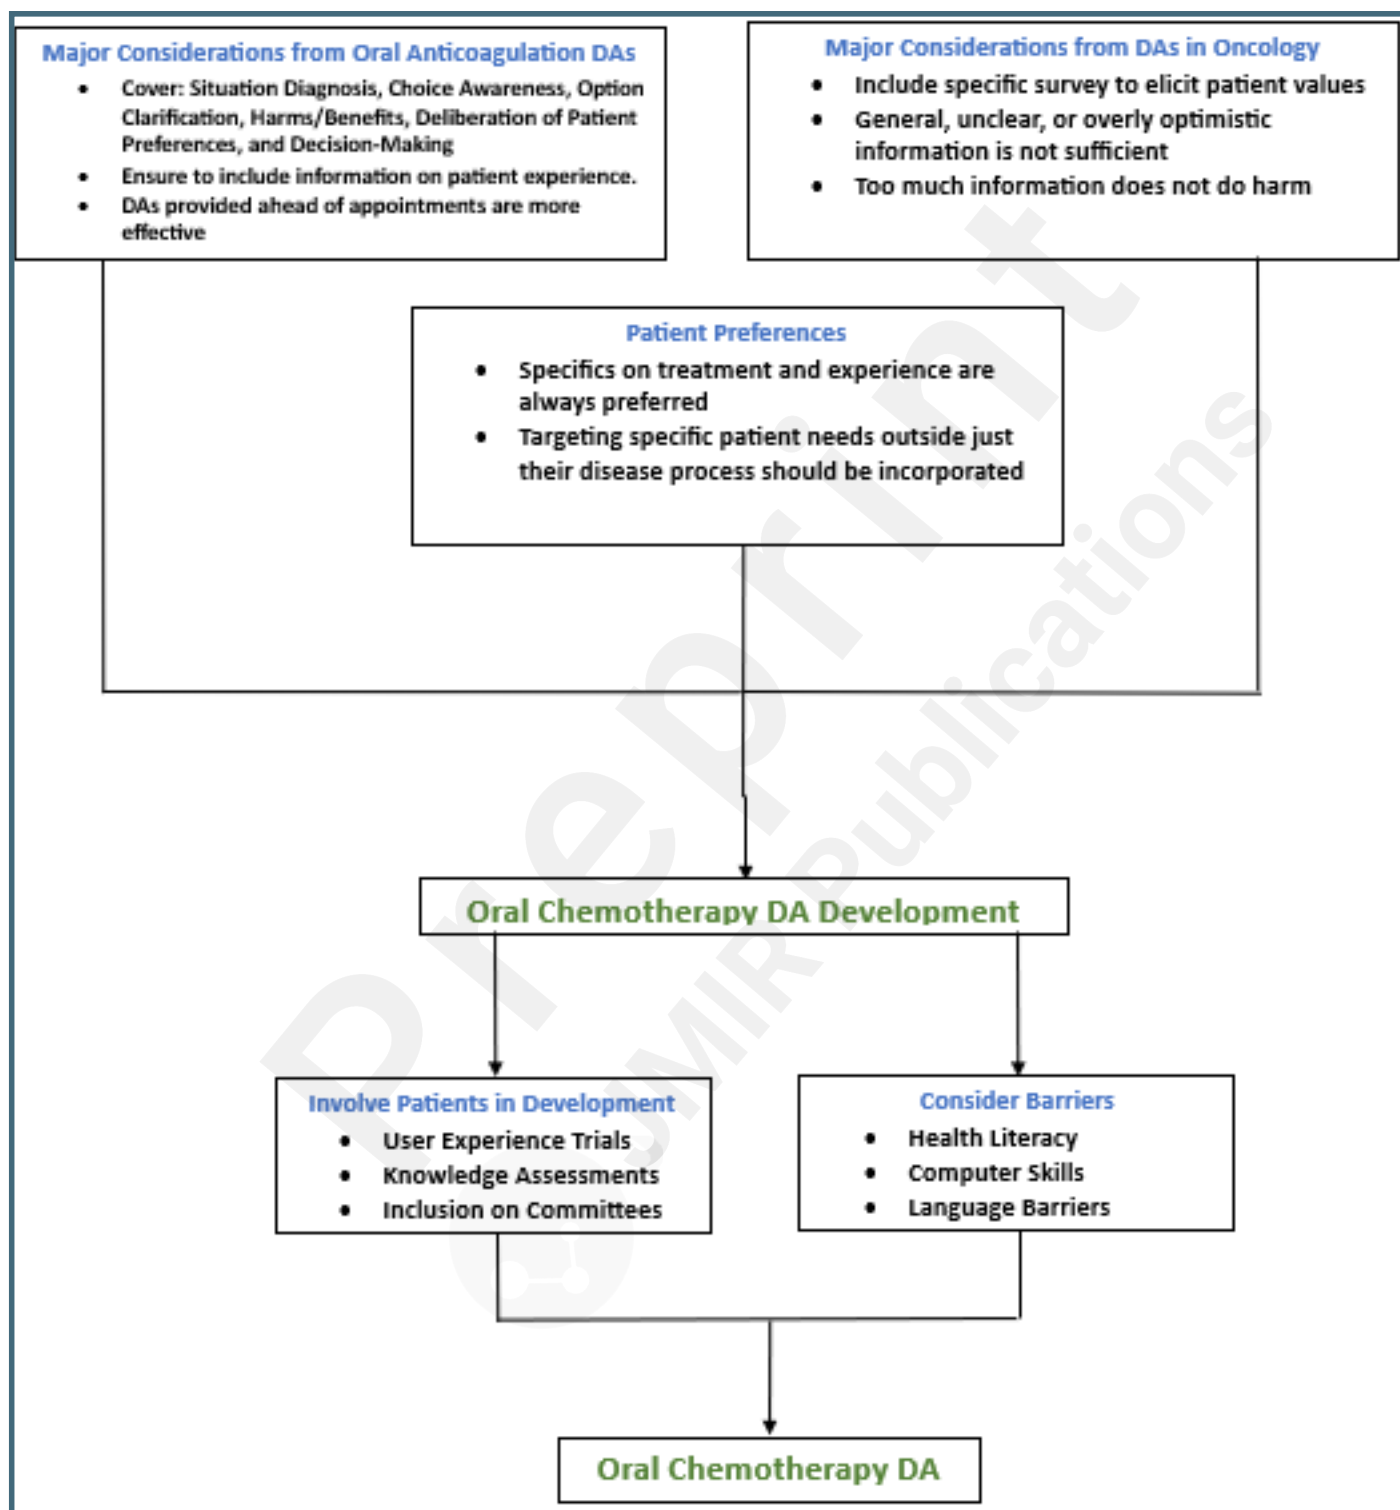 Major Considerations from Oral Anticoagulation DAs
• Cover: Situation Diagnosis, Choice Awareness, Option
Clarification, Harms/Benefits, Deliberation of Patient
Preferences, and Decision-Making
• Ensure to include information on patient experience.
• DAs provided ahead of appointments are more
effective
Major Considerations from DAs in Oncology
• Include specific survey to elicit patient values
• General, unclear, or overly optimistic
information is not sufficient
• Too much information does not do harm
Patient Preferences
• Specifics on treatment and experience are
always preferred
• Targeting specific patient needs outside just
their disease process should be incorporated
Oral Chemotherapy DA Development
Involve Patients in Development
• User Experience Trials
• Knowledge Assessments
• Inclusion on Committees
Consider Barriers
• Health Literacy
• Computer Skills
• Language Barriers
Oral Chemotherapy DA
Preprint
JMIR Publications